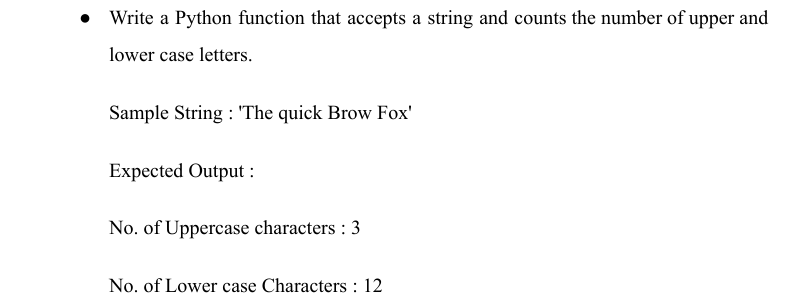 ● Write a Python function that accepts a string and counts the number of upper and
lower case letters.
Sample String : 'The quick Brow Fox'
Expected Output :
No. of Uppercase characters : 3
No. of Lower case Characters : 12